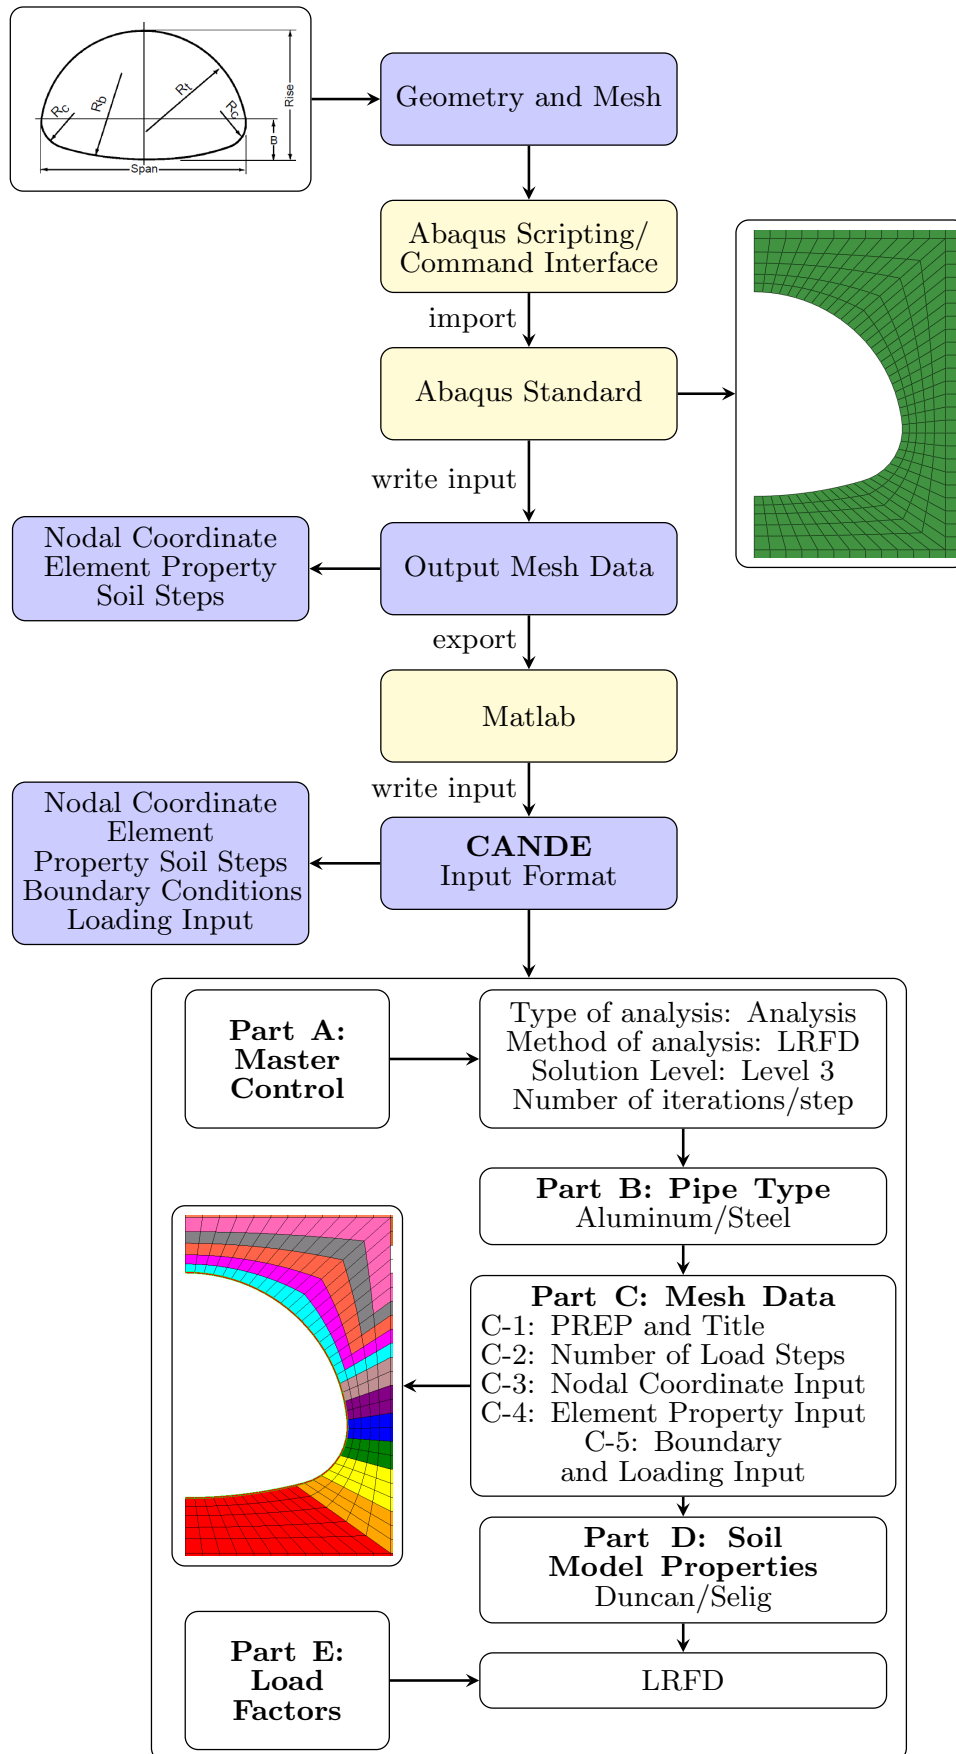 Rc
Rb
Rt
Rc
Rise
B
Span
Geometry and Mesh
Abaqus Scripting/
Command Interface
import
Abaqus Standard
write input
Nodal Coordinate
Element Property
Soil Steps
Output Mesh Data
export
Matlab
write input
Nodal Coordinate
Element
Property Soil Steps
Boundary Conditions
Loading Input
CANDE
Input Format
Part A:
Master
Control
Type of analysis: Analysis
Method of analysis: LRFD
Solution Level: Level 3
Number of iterations/step
Part B: Pipe Type
Aluminum/Steel
Part C: Mesh Data
C-1: PREP and Title
C-2: Number of Load Steps
C-3: Nodal Coordinate Input
C-4: Element Property Input
C-5: Boundary
and Loading Input
Part D: Soil
Model Properties
Duncan/Selig
Part E:
Load
Factors
LRFD